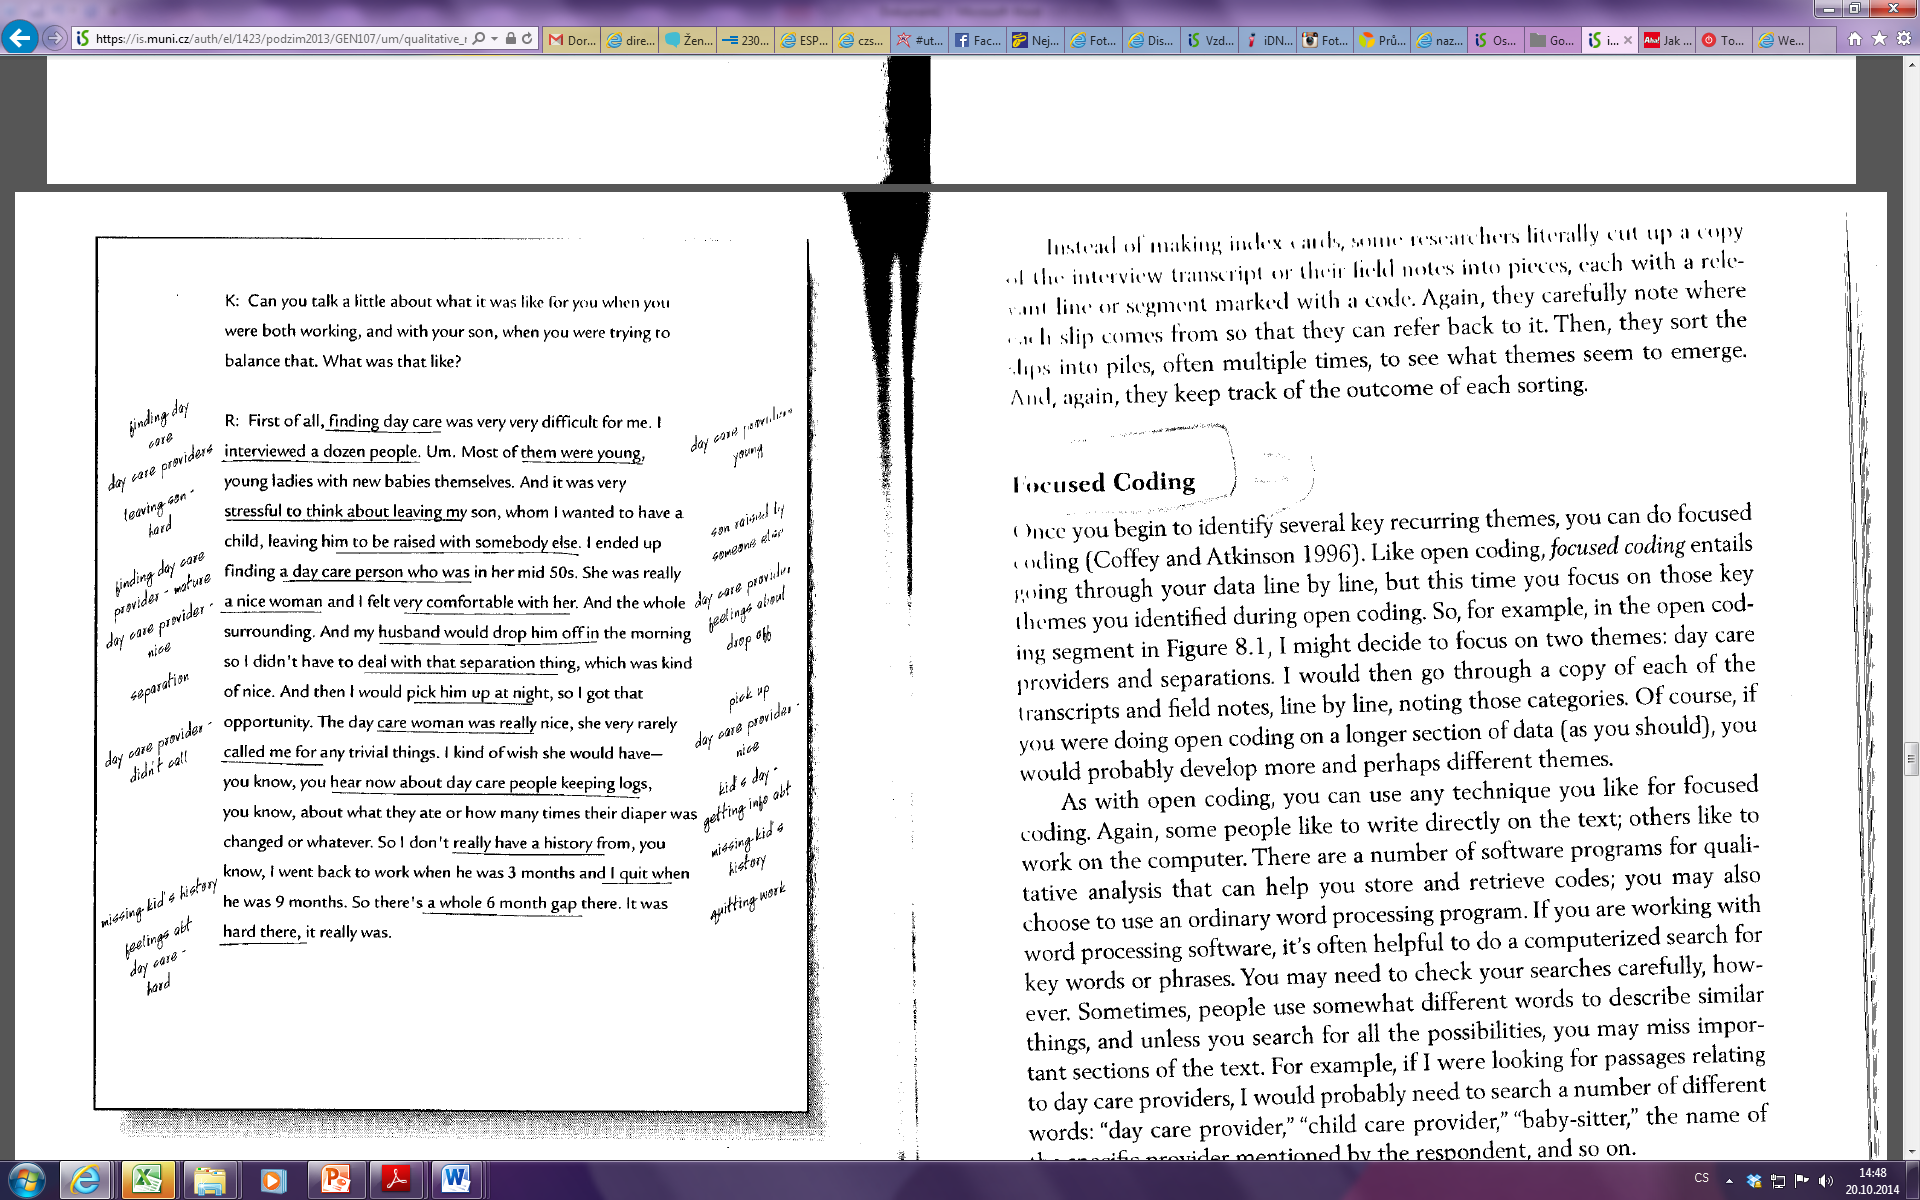 https://is.muni.cz/auth/el/1423/podzim2013/GEN107/um/qualitative_r
Dor...
dire...
Žen...
230...
ESP...
czs...
#ut...
Fac...
Nej...
Fot...
Dis...
Vzd...
iDN...
Fot...
Prů...
naz...
Os...
Go...
i...
Jak ...
To...
We...
K: Can you talk a little about what it was like for you when you
were both working, and with your son, when you were trying to
balance that. What was that like?
R: First of all, finding day care was very very difficult for me. I
interviewed a dozen people. Um. Most of them were young,
young ladies with new babies themselves. And it was very
stressful to think about leaving my son, whom I wanted to have a
child, leaving him to be raised with somebody else. I ended up
finding a day care person who was in her mid 50s. She was really
a nice woman and I felt very comfortable with her. And the whole
surrounding. And my husband would drop him off in the morning
so I didn't have to deal with that separation thing, which was kind
of nice. And then I would pick him up at night, so I got that
opportunity. The day care woman was really nice, she very rarely
called me for any trivial things. I kind of wish she would have—
you know, you hear now about day care people keeping logs,
you know, about what they ate or how many times their diaper was
changed or whatever. So I don't really have a history from, you
know, I went back to work when he was 3 months and I quit when
he was 9 months. So there's a whole 6 month gap there. It was
hard there, it really was.
finding day
care
day care providers
leaving son -
hard
finding day care
provider - mature
day care provider -
nice
separation
day care provider -
didn't call
missing kid's history
feelings abt
day care -
hard
day care providers
young
son raised by
someone else
day care provider
feelings about
drop off
pick up
day care provider -
nice
kid's day -
getting info abt
missing kid's
history
quitting work
Instead of making index cards, some researchers literally cut up a copy
of the interview transcript or their field notes into pieces, each with a rele-
vant line or segment marked with a code. Again, they carefully note where
each slip comes from so that they can refer back to it. Then, they sort the
slips into piles, often multiple times, to see what themes seem to emerge.
And, again, they keep track of the outcome of each sorting.
Focused Coding
Once you begin to identify several key recurring themes, you can do focused
coding (Coffey and Atkinson 1996). Like open coding, focused coding entails
going through your data line by line, but this time you focus on those key
themes you identified during open coding. So, for example, in the open cod-
ing segment in Figure 8.1, I might decide to focus on two themes: day care
providers and separations. I would then go through a copy of each of the
transcripts and field notes, line by line, noting those categories. Of course, if
you were doing open coding on a longer section of data (as you should), you
would probably develop more and perhaps different themes.
As with open coding, you can use any technique you like for focused
coding. Again, some people like to write directly on the text; others like to
work on the computer. There are a number of software programs for quali-
tative analysis that can help you store and retrieve codes; you may also
choose to use an ordinary word processing program. If you are working with
word processing software, it's often helpful to do a computerized search for
key words or phrases. You may need to check your searches carefully, how-
ever. Sometimes, people use somewhat different words to describe similar
things, and unless you search for all the possibilities, you may miss impor-
tant sections of the text. For example, if I were looking for passages relating
to day care providers, I would probably need to search a number of different
words: “day care provider,” “child care provider,” “baby-sitter,” the name of
the specific provider mentioned by the respondent, and so on.
CS
14:48
20.10.2014